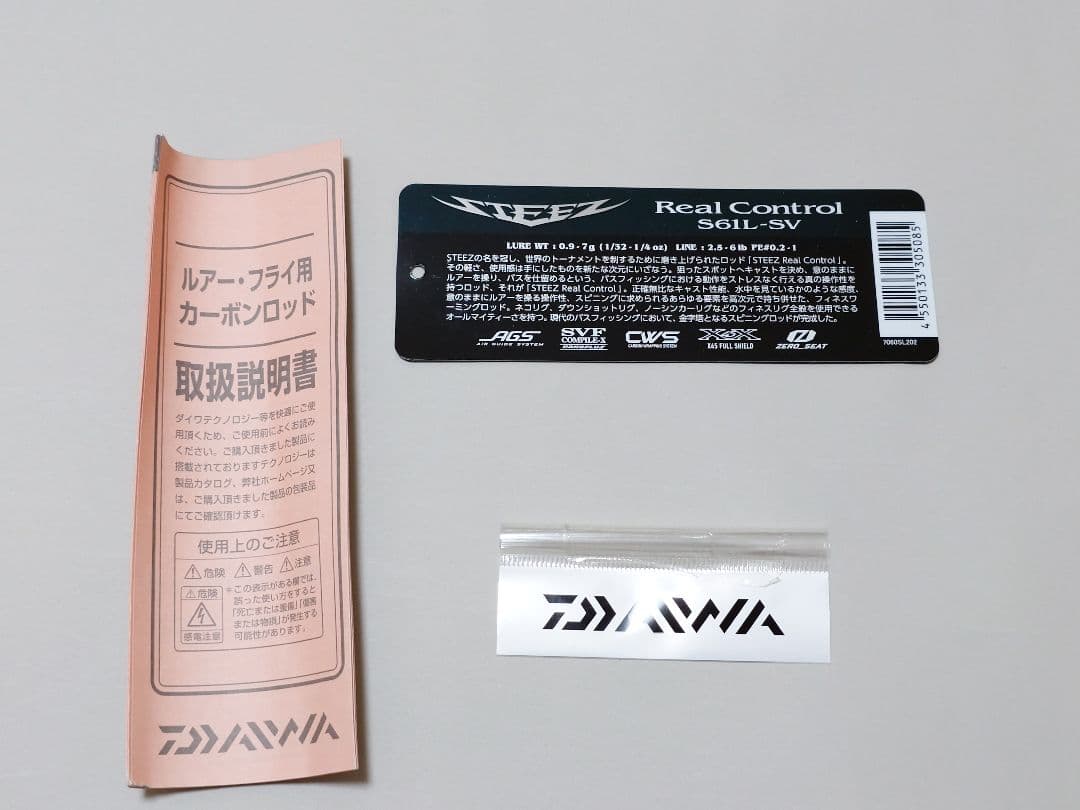 ルアー・フライ用
カーボンロッド
取扱説明書
ダイワテクノロジー等を快適にご使
用頂くため、ご使用前によくお読み
ください。ご購入頂きました製品に
搭載されておりますテクノロジーは
製品カタログ、弊社ホームページ又
は、ご購入頂きました製品の包装品
にてご確認頂けます。
使用上のご注意
危険 警告 注意
危険
感電注意
*この表示がある欄では、
誤った使い方をすると
「死亡または重傷」「傷害
または物損」が発生する
可能性があります。
DAIWA
STEEZ
Real Control
S61L-SV
LURE WT : 0.9 - 7g (1/32 - 1/4 oz) LINE : 2.5 - 6 lb PE#0.2 - 1
STEEZの名を冠し、世界のトーナメントを制するために磨き上げられたロッド「STEEZ Real Control」。
その軽さ、使用感は手にしたものを新たな次元にいざなう。狙ったスポットへキャストを決め、意のままに
ルアーを操り、バスを仕留めるという、バスフィッシングにおける動作をストレスなく行える真の操作性を
持つロッド、それが「STEEZ Real Control」。正確無比なキャスト性能、水中を見ているかのような感度、
意のままにルアーを操る操作性、スピニングに求められるあらゆる要素を高次元で持ち併せた、フィネスワ
ーミングロッド。ネコリグ、ダウンショットリグ、ノーシンカーリグなどのフィネスリグ全般を使用できる
オールマイティーさを持つ。現代のバスフィッシングにおいて、金字塔となるスピニングロッドが完成した。
AGS
AIR GUIDE SYSTEM
SVF
COMPILE-X
NANOPLUS
CWS
CARBON WRAPPING SYSTEM
X45X
X45 FULL SHIELD
ZERO SEAT
4 550133 305085
7060SL202
DAIWA